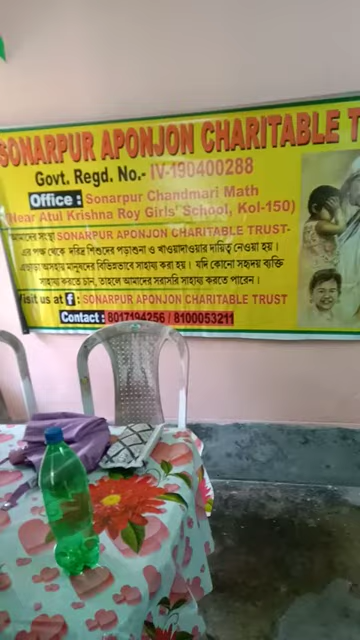 SONARPUR APONJON CHARITABLE T
Govt. Regd. No.- IV-190400288
Office : Sonarpur Chandmari Math
(Near Atul Krishna Roy Girls' School, Kol-150)
আমাদের সংস্থা SONARPUR APONJON CHARITABLE TRUST-
এর পক্ষ থেকে দরিদ্র শিশুদের পড়াশুনা ও খাওয়াদাওয়ার দায়িত্ব নেওয়া হয়।
এছাড়া অসহায় মানুষদের বিভিন্নভাবে সাহায্য করা হয়। যদি কোনো সহৃদয় ব্যক্তি
সাহায্য করতে চান, তাহলে আমাদের সরাসরি সাহায্য করতে পারেন।
Visit us at f : SONARPUR APONJON CHARITABLE TRUST
Contact : 8017194256 / 8100053211